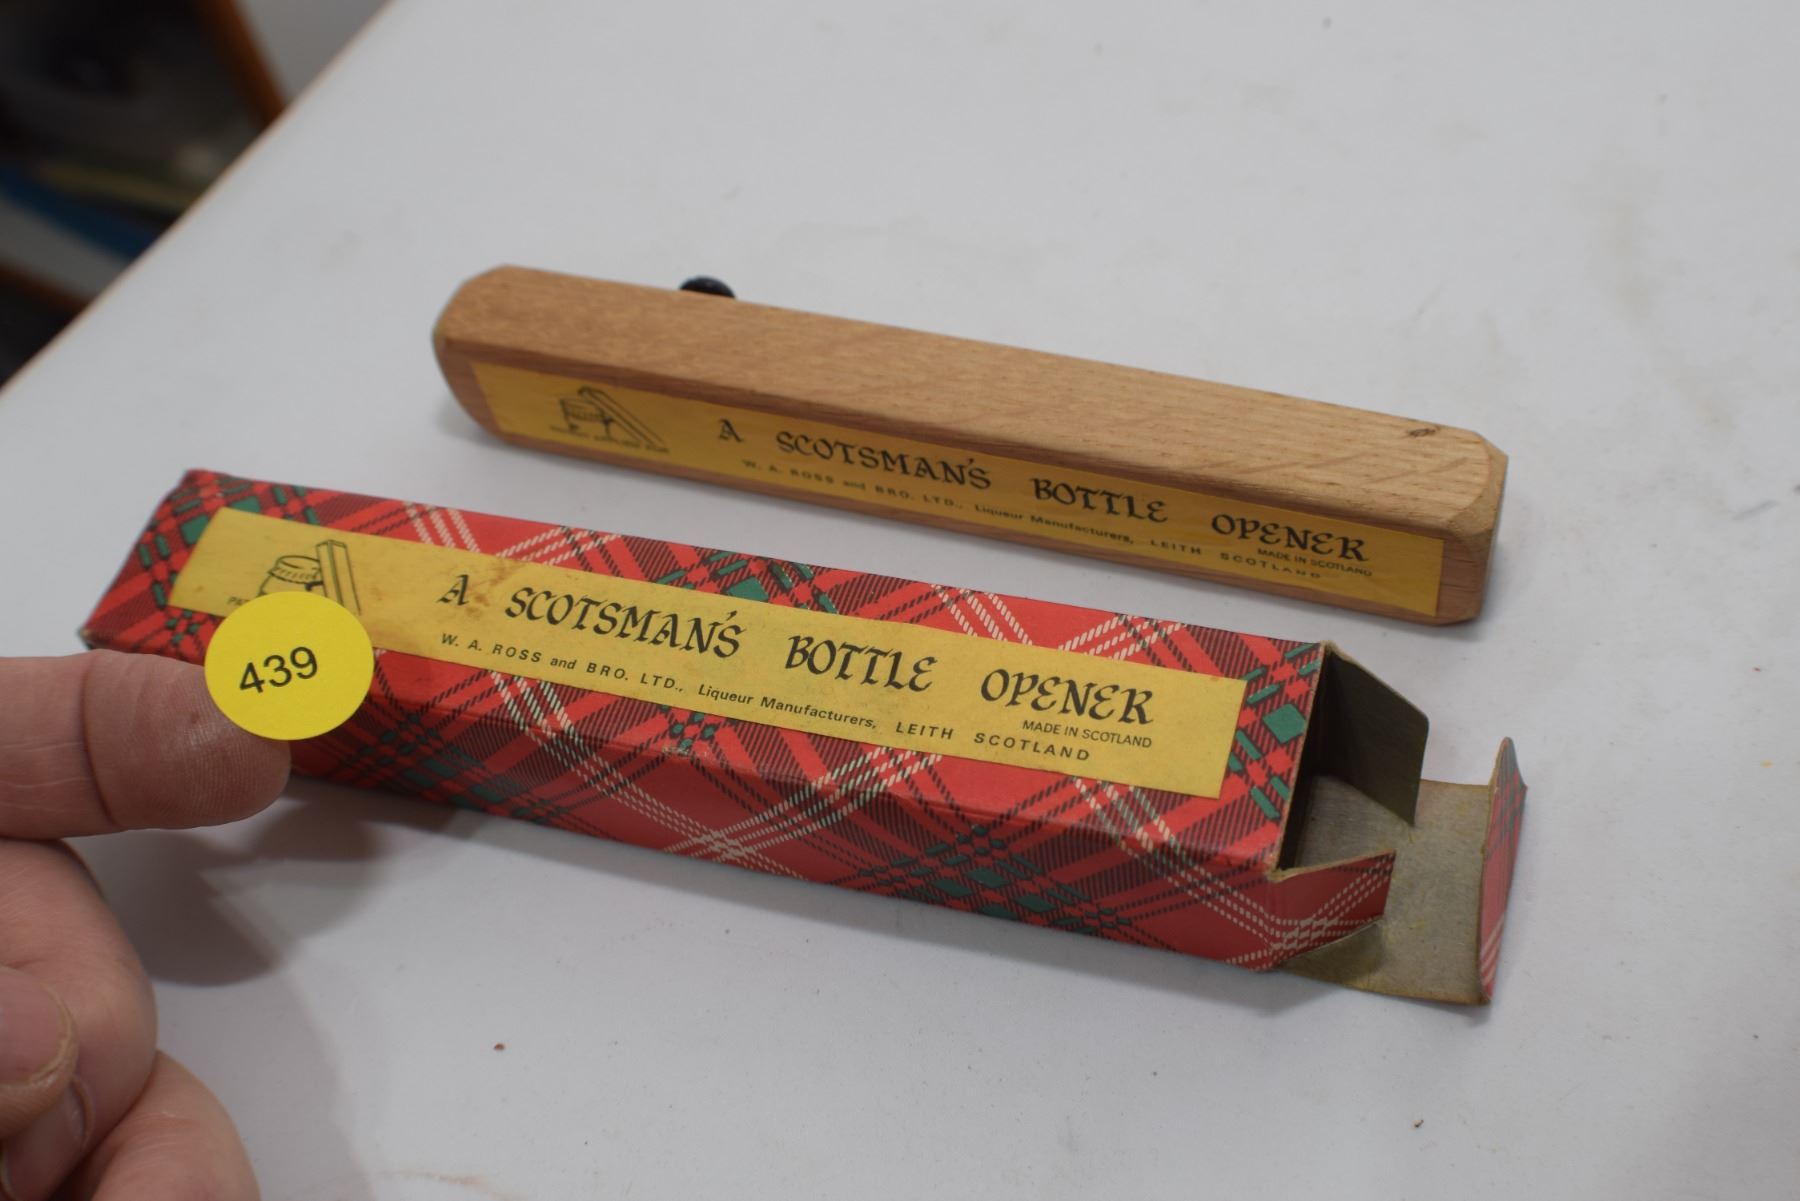 A SCOTSMAN'S BOTTLE OPENER
W. A. ROSS and BRO. LTD., Liqueur Manufacturers, LEITH SCOTLAND
MADE IN SCOTLAND
A SCOTSMAN'S BOTTLE OPENER
W. A. ROSS and BRO. LTD., Liqueur Manufacturers, LEITH SCOTLAND
MADE IN SCOTLAND
439